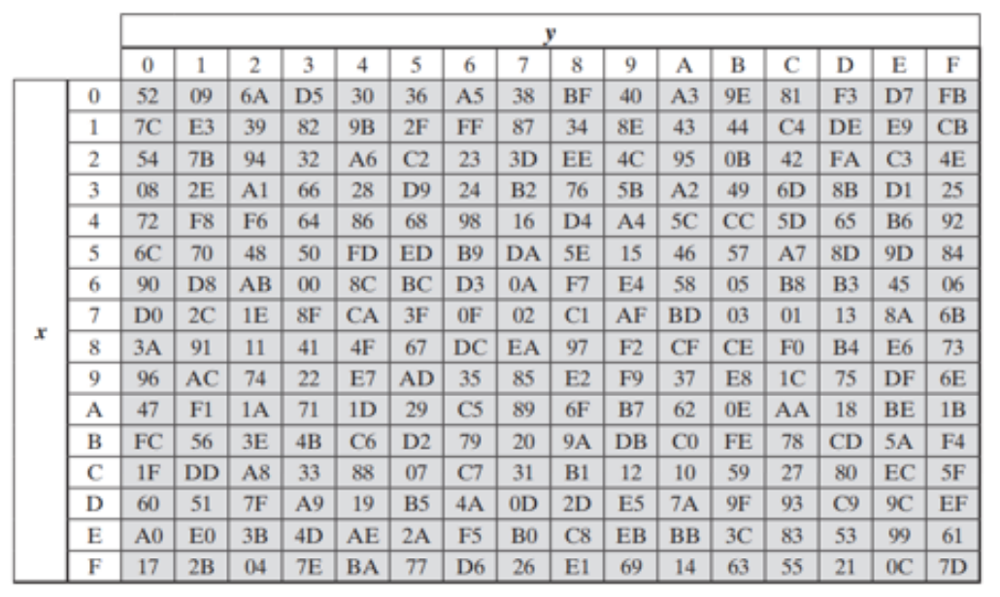 y
0 1 2 3 4 5 6 7 8 9 A B C D E F
0 52 09 6A D5 30 36 A5 38 BF 40 A3 9E 81 F3 D7 FB
1 7C E3 39 82 9B 2F FF 87 34 8E 43 44 C4 DE E9 CB
2 54 7B 94 32 A6 C2 23 3D EE 4C 95 0B 42 FA C3 4E
3 08 2E A1 66 28 D9 24 B2 76 5B A2 49 6D 8B D1 25
4 72 F8 F6 64 86 68 98 16 D4 A4 5C CC 5D 65 B6 92
5 6C 70 48 50 FD ED B9 DA 5E 15 46 57 A7 8D 9D 84
6 90 D8 AB 00 8C BC D3 0A F7 E4 58 05 B8 B3 45 06
7 D0 2C 1E 8F CA 3F 0F 02 C1 AF BD 03 01 13 8A 6B
x
8 3A 91 11 41 4F 67 DC EA 97 F2 CF CE F0 B4 E6 73
9 96 AC 74 22 E7 AD 35 85 E2 F9 37 E8 1C 75 DF 6E
A 47 F1 1A 71 1D 29 C5 89 6F B7 62 0E AA 18 BE 1B
B FC 56 3E 4B C6 D2 79 20 9A DB C0 FE 78 CD 5A F4
C 1F DD A8 33 88 07 C7 31 B1 12 10 59 27 80 EC 5F
D 60 51 7F A9 19 B5 4A 0D 2D E5 7A 9F 93 C9 9C EF
E A0 E0 3B 4D AE 2A F5 B0 C8 EB BB 3C 83 53 99 61
F 17 2B 04 7E BA 77 D6 26 E1 69 14 63 55 21 0C 7D